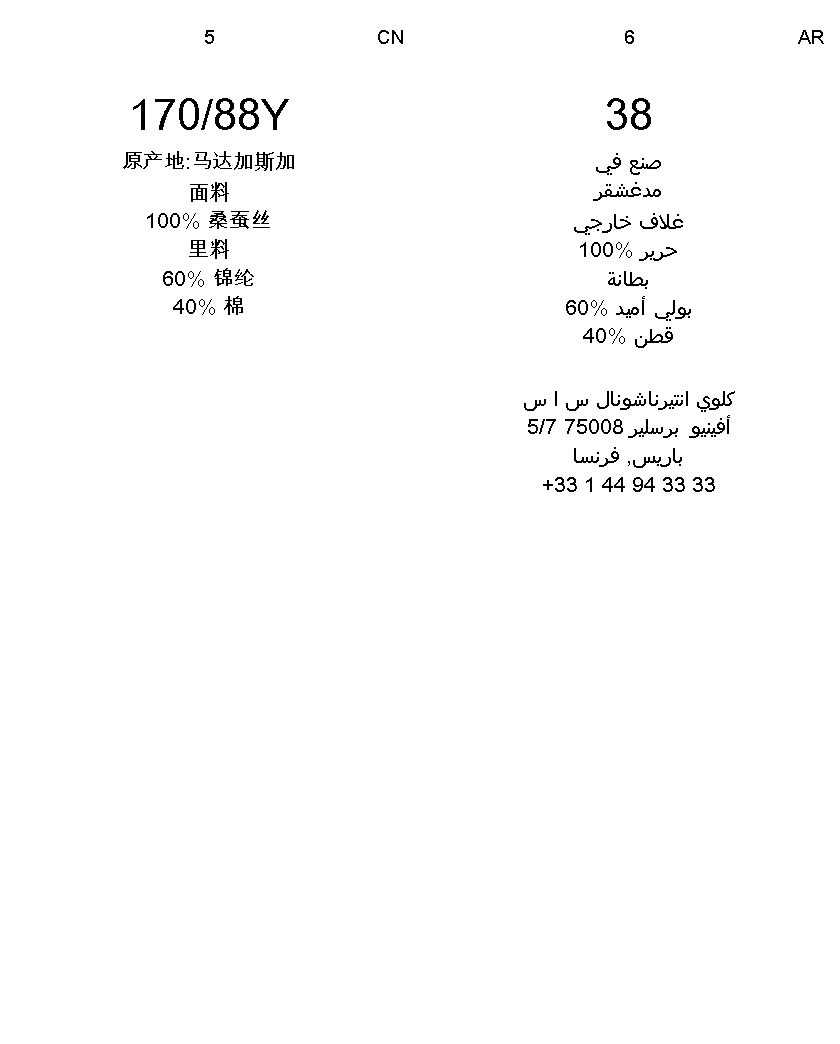 5 CN
170/88Y
原产地:马达加斯加
面料
100% 桑蚕丝
里料
60% 锦纶
40% 棉
6 AR
38
صنع في
مدغشقر
غلاف خارجي
حرير 100%
بطانة
بولي أميد 60%
قطن 40%
كلوي انتيرناشونال س ا س
أفينيو برسلير 75008 5/7
باريس, فرنسا
+33 1 44 94 33 33